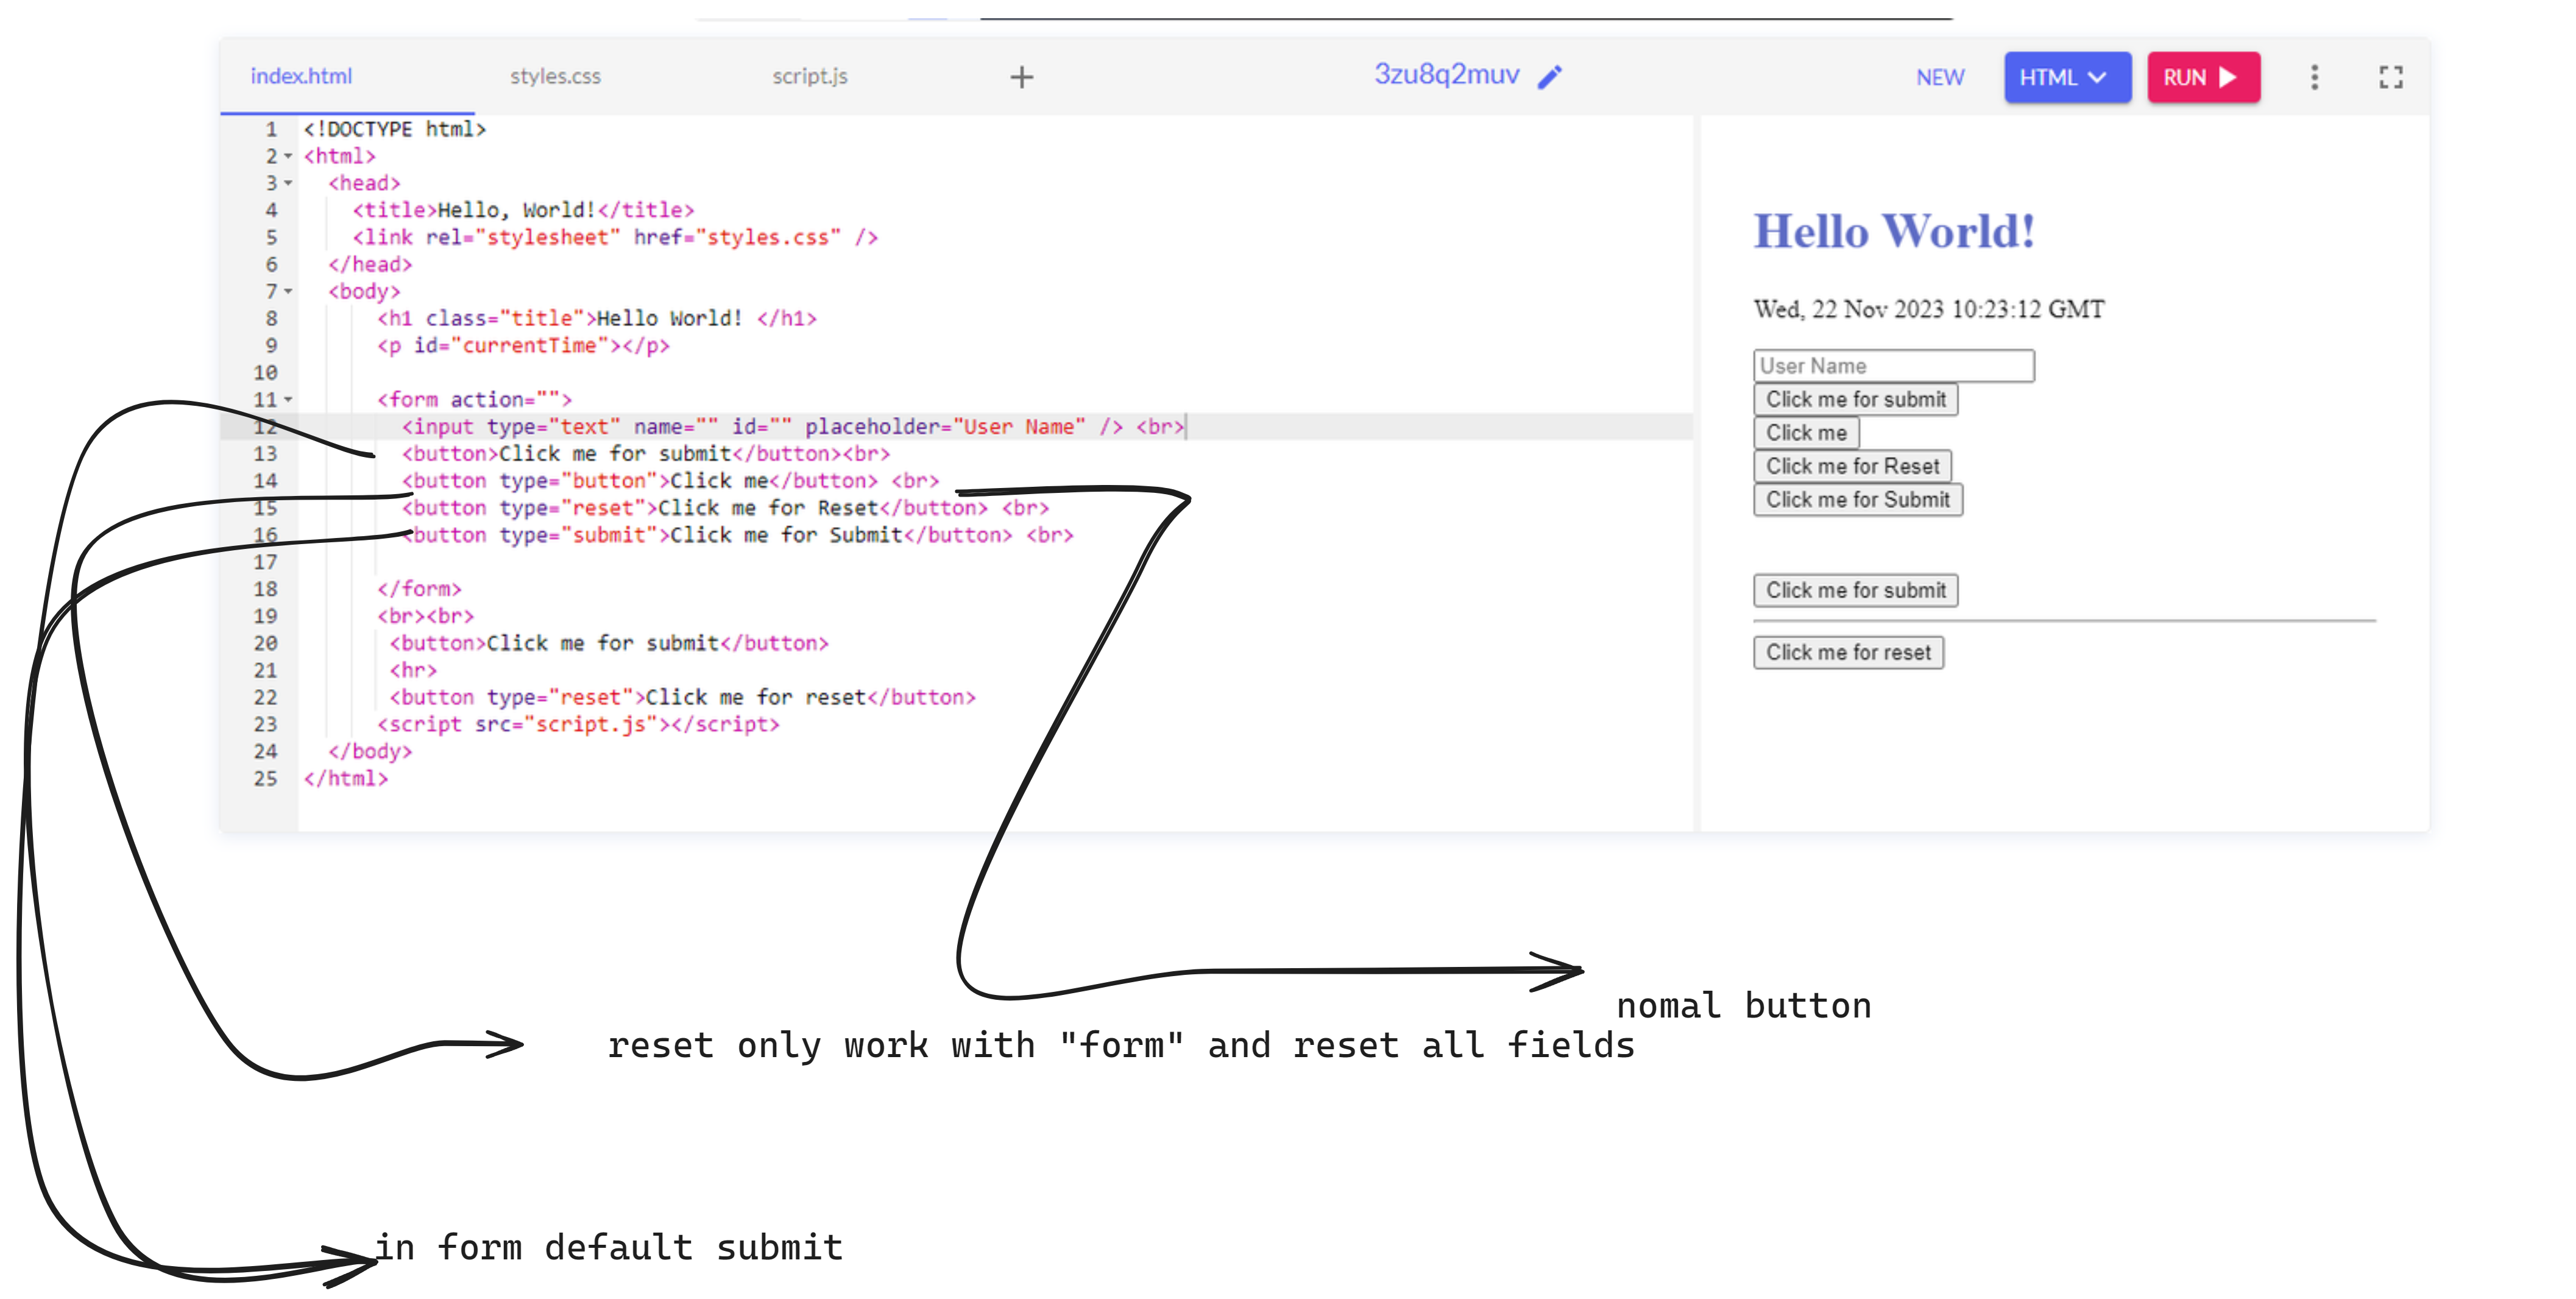 index.html styles.css script.js + 3zu8q2muv NEW HTML RUN
1 <!DOCTYPE html>
2 <html>
3 <head>
4 <title>Hello, World!</title>
5 <link rel="stylesheet" href="styles.css" />
6 </head>
7 <body>
8 <h1 class="title">Hello World! </h1>
9 <p id="currentTime"></p>
10
11 <form action="">
12 <input type="text" name="" id="" placeholder="User Name" /> <br>
13 <button>Click me for submit</button><br>
14 <button type="button">Click me</button> <br>
15 <button type="reset">Click me for Reset</button> <br>
16 <button type="submit">Click me for Submit</button> <br>
17
18 </form>
19 <br><br>
20 <button>Click me for submit</button>
21 <hr>
22 <button type="reset">Click me for reset</button>
23 <script src="script.js"></script>
24 </body>
25 </html>
Hello World!
Wed, 22 Nov 2023 10:23:12 GMT
User Name
Click me for submit
Click me
Click me for Reset
Click me for Submit
Click me for submit
Click me for reset
nomal button
reset only work with "form" and reset all fields
in form default submit